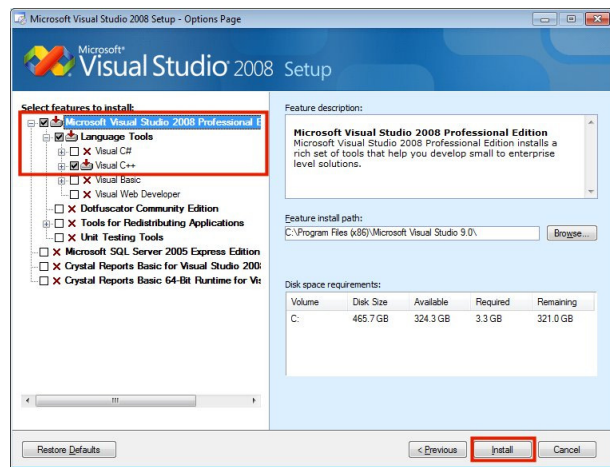 Microsoft Visual Studio 2008 Setup - Options Page
Microsoft®
Visual Studio® 2008 Setup
Select features to install:
Microsoft Visual Studio 2008 Professional E
Language Tools
Visual C#
Visual C++
Visual Basic
Visual Web Developer
Dotfuscator Community Edition
Tools for Redistributing Applications
Unit Testing Tools
Microsoft SQL Server 2005 Express Edition
Crystal Reports Basic for Visual Studio 200
Crystal Reports Basic 64-Bit Runtime for Vis
Feature description:
Microsoft Visual Studio 2008 Professional Edition
Microsoft Visual Studio 2008 Professional Edition installs a
rich set of tools that help you develop small to enterprise
level solutions.
Feature install path:
C:\Program Files (x86)\Microsoft Visual Studio 9.0\
Browse...
Disk space requirements:
Volume Disk Size Available Required Remaining
C: 465.7 GB 324.3 GB 3.3 GB 321.0 GB
Restore Defaults
< Previous
Install
Cancel